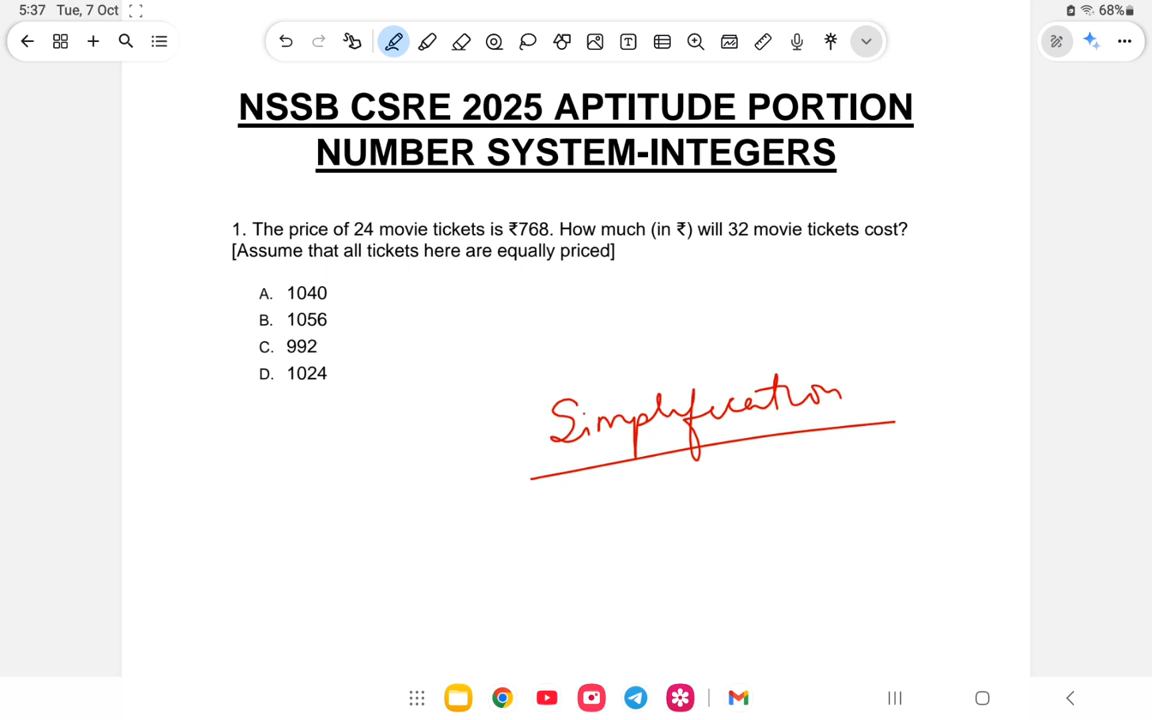 5:37 Tue, 7 Oct
68%
NSSB CSRE 2025 APTITUDE PORTION
NUMBER SYSTEM-INTEGERS
1. The price of 24 movie tickets is ₹768. How much (in ₹) will 32 movie tickets cost?
[Assume that all tickets here are equally priced]
A. 1040
B. 1056
C. 992
D. 1024
Simplification